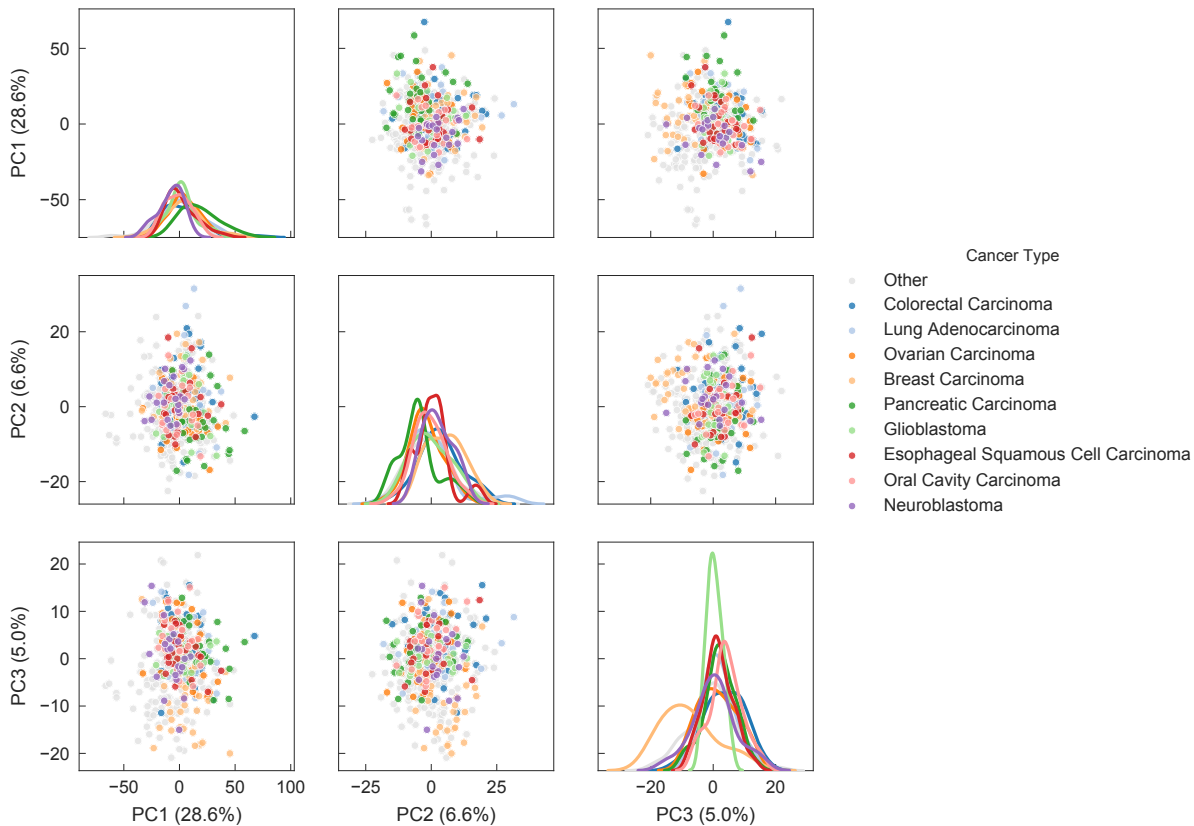 50
0
−50
PC1 (28.6%)
20
0
−20
PC2 (6.6%)
20
10
0
−10
−20
PC3 (5.0%)
−50 0 50 100
PC1 (28.6%)
−25 0 25
PC2 (6.6%)
−20 0 20
PC3 (5.0%)
Cancer Type
Other
Colorectal Carcinoma
Lung Adenocarcinoma
Ovarian Carcinoma
Breast Carcinoma
Pancreatic Carcinoma
Glioblastoma
Esophageal Squamous Cell Carcinoma
Oral Cavity Carcinoma
Neuroblastoma